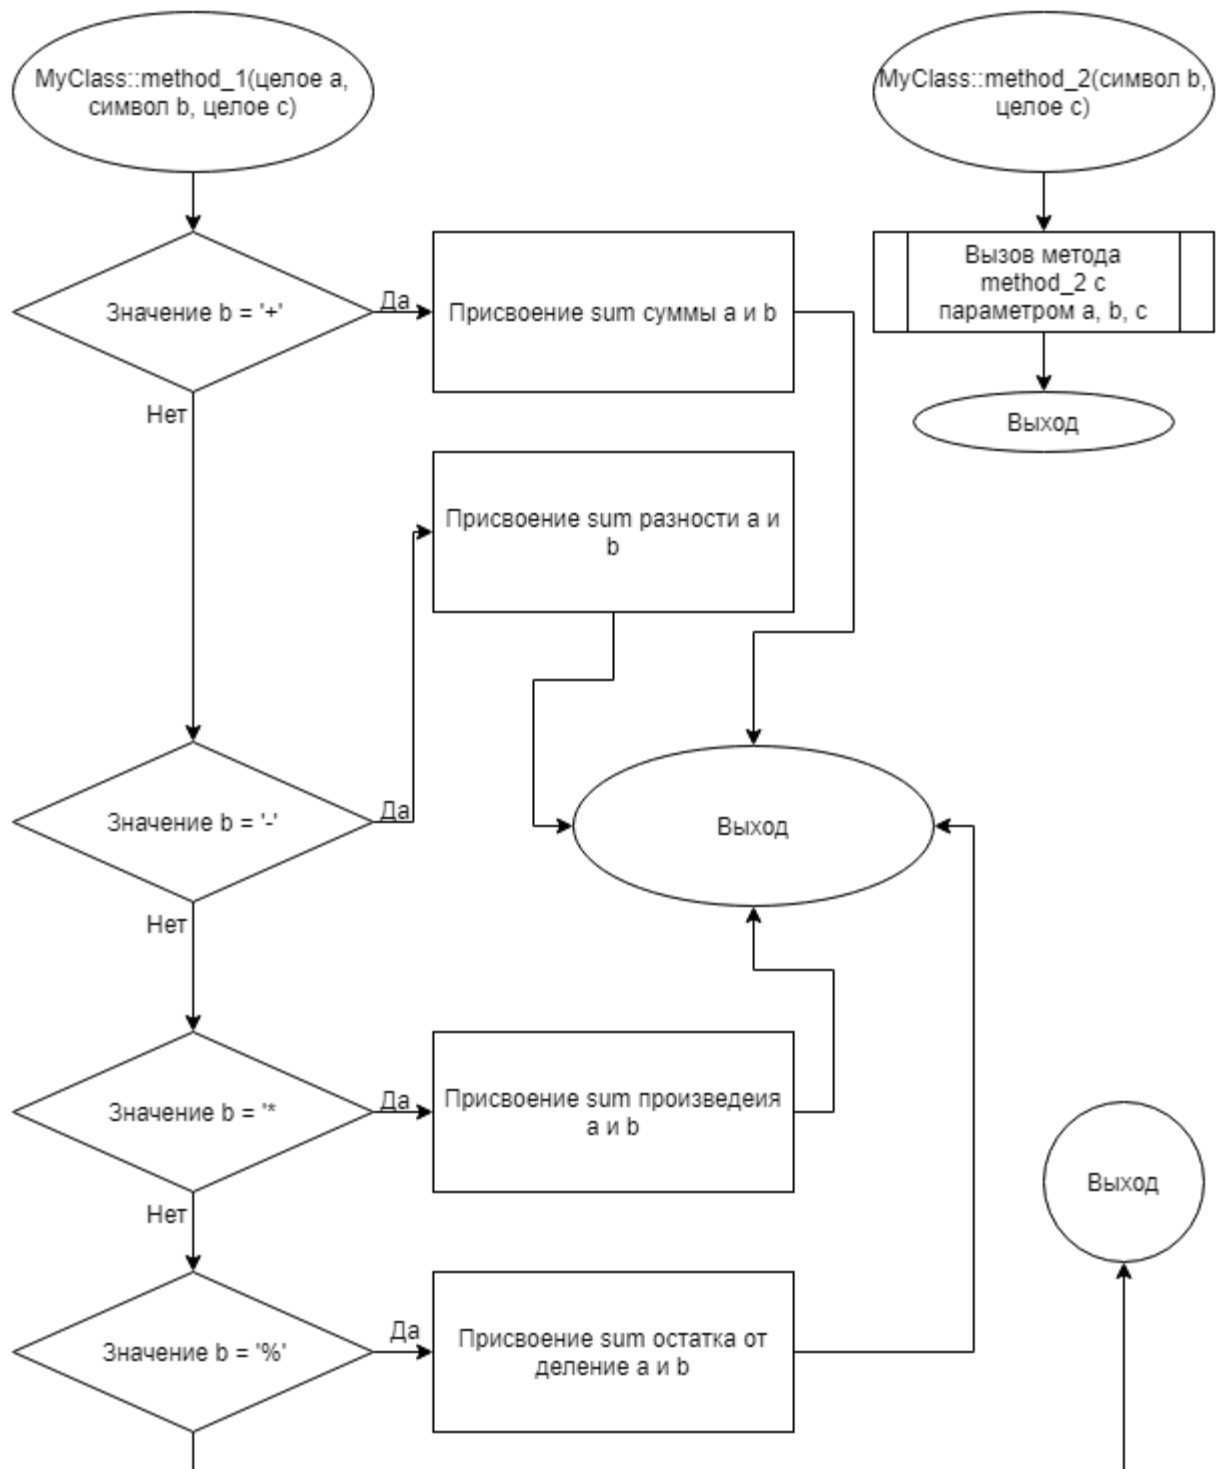 MyClass::method_1(целое a,
символ b, целое c)
MyClass::method_2(символ b,
целое c)
Значение b = '+'
Да
Присвоение sum суммы a и b
Вызов метода
method_2 с
параметром a, b, c
Нет
Выход
Присвоение sum разности a и
b
Значение b = '-'
Да
Выход
Нет
Значение b = '*
Да
Присвоение sum произведеия
a и b
Выход
Нет
Значение b = '%'
Да
Присвоение sum остатка от
деление a и b